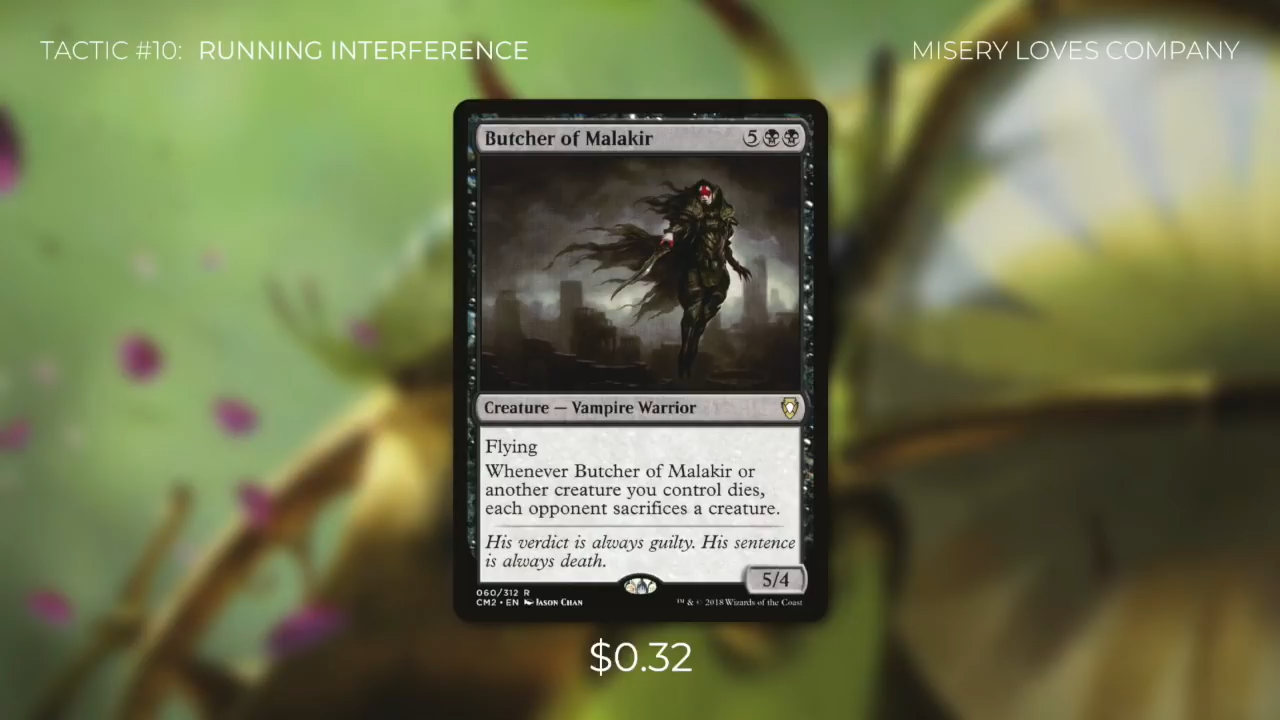 TACTIC #10: RUNNING INTERFERENCE
MISERY LOVES COMPANY
Butcher of Malakir 5
Creature — Vampire Warrior
Flying
Whenever Butcher of Malakir or
another creature you control dies,
each opponent sacrifices a creature.
His verdict is always guilty. His sentence
is always death.
5/4
060/312 R
CM2 • EN JASON CHAN
™ & © 2018 Wizards of the Coast
$0.32